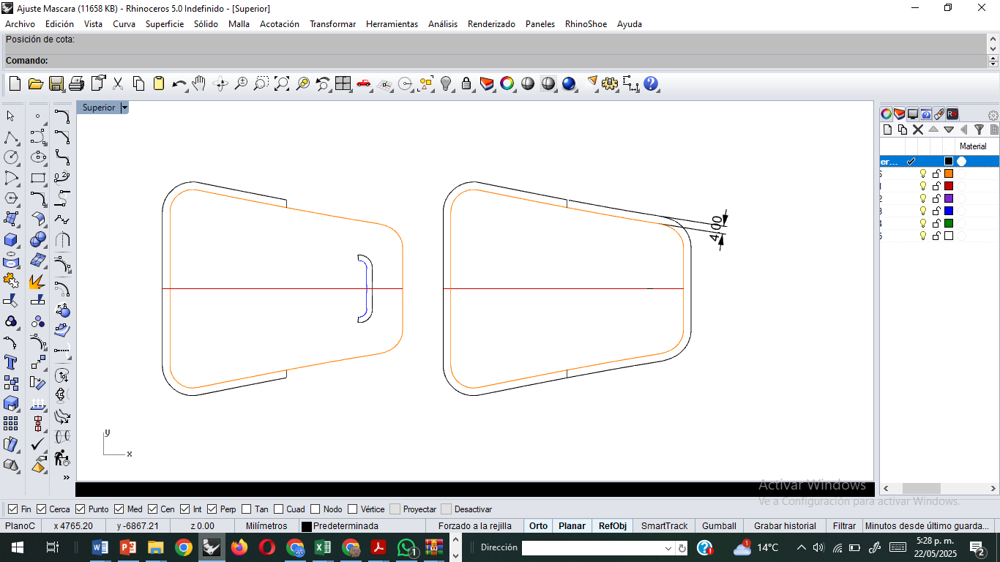 Ajuste Mascara (11658 KB) - Rhinoceros 5.0 Indefinido - [Superior]
Archivo Edición Vista Curva Superficie Sólido Malla Acotación Transformar Herramientas Análisis Renderizado Paneles RhinoShoe Ayuda
Posición de cota:
Comando:
Superior
Material
er...
4.00
y
x
Activar Windows
Ve a Configuración para activar Windows.
Fin Cerca Punto Med Cen Int Perp Tan Cuad Nodo Vértice Proyectar Desactivar
PlanoC x 4765.20 y -6867.21 z 0.00 Milímetros Predeterminada Forzado a la rejilla Orto Planar RefObj SmartTrack Gumball Grabar historial Filtrar Minutos desde último guarda...
Dirección 14°C 5:28 p. m.
22/05/2025